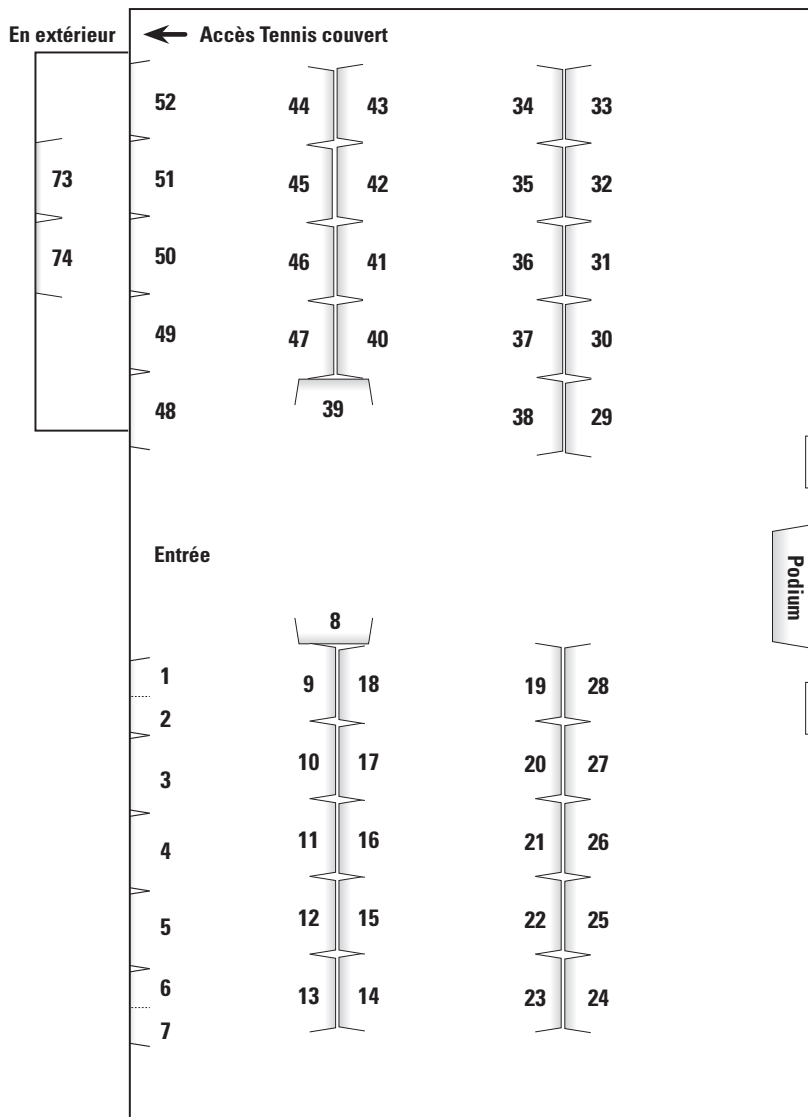 En extérieur
Accès Tennis couvert
52 44 43 34 33
73 51 45 42 35 32
74 50 46 41 36 31
49 47 40 37 30
48 39 38 29
Entrée
Podium
8
1 9 18 19 28
2
3 10 17 20 27
4 11 16 21 26
5 12 15 22 25
6 13 14 23 24
7